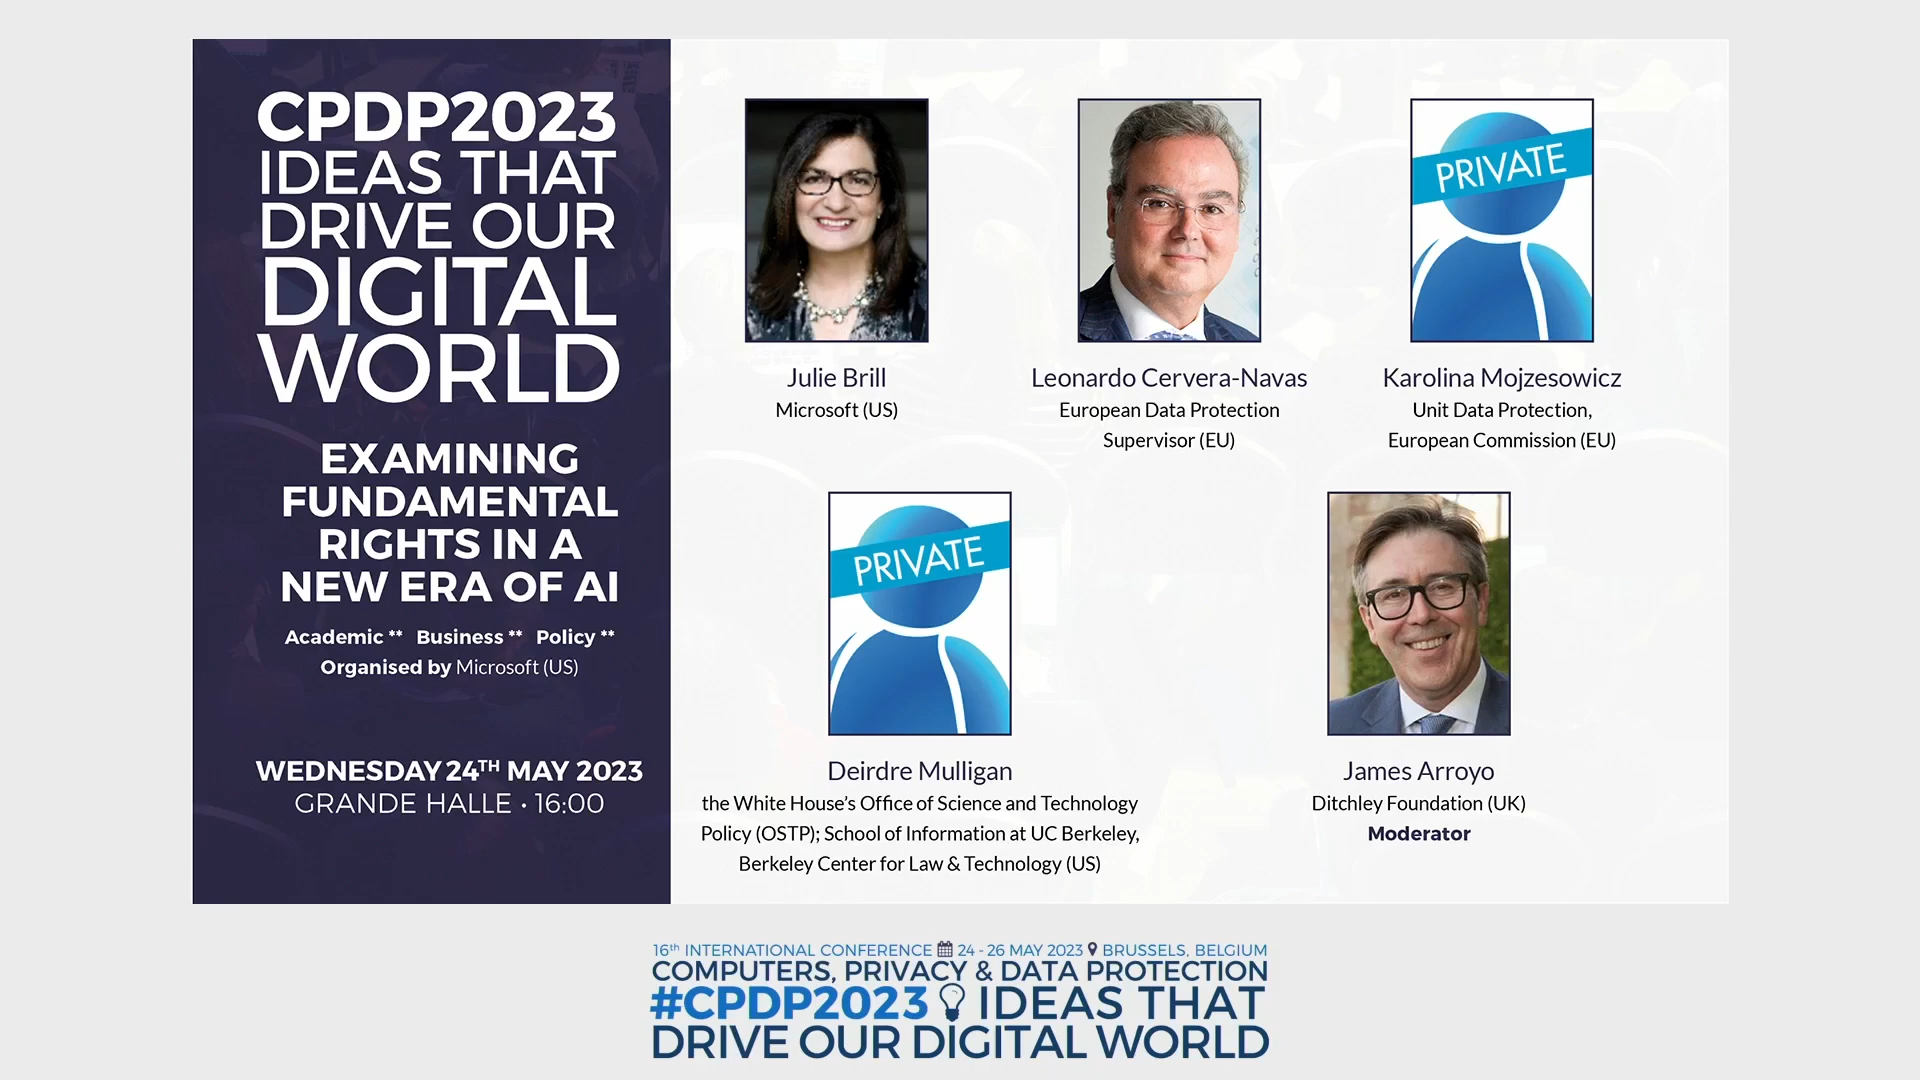 CPDP2023
IDEAS THAT
DRIVE OUR
DIGITAL
WORLD
EXAMINING
FUNDAMENTAL
RIGHTS IN A
NEW ERA OF AI
Academic ** Business ** Policy **
Organised by Microsoft (US)
WEDNESDAY 24TH MAY 2023
GRANDE HALLE • 16:00
Julie Brill
Microsoft (US)
Leonardo Cervera-Navas
European Data Protection
Supervisor (EU)
PRIVATE
Karolina Mojzesowicz
Unit Data Protection,
European Commission (EU)
PRIVATE
Deirdre Mulligan
the White House's Office of Science and Technology
Policy (OSTP); School of Information at UC Berkeley,
Berkeley Center for Law & Technology (US)
James Arroyo
Ditchley Foundation (UK)
Moderator
16th INTERNATIONAL CONFERENCE 24 - 26 MAY 2023 BRUSSELS, BELGIUM
COMPUTERS, PRIVACY & DATA PROTECTION
#CPDP2023 IDEAS THAT
DRIVE OUR DIGITAL WORLD